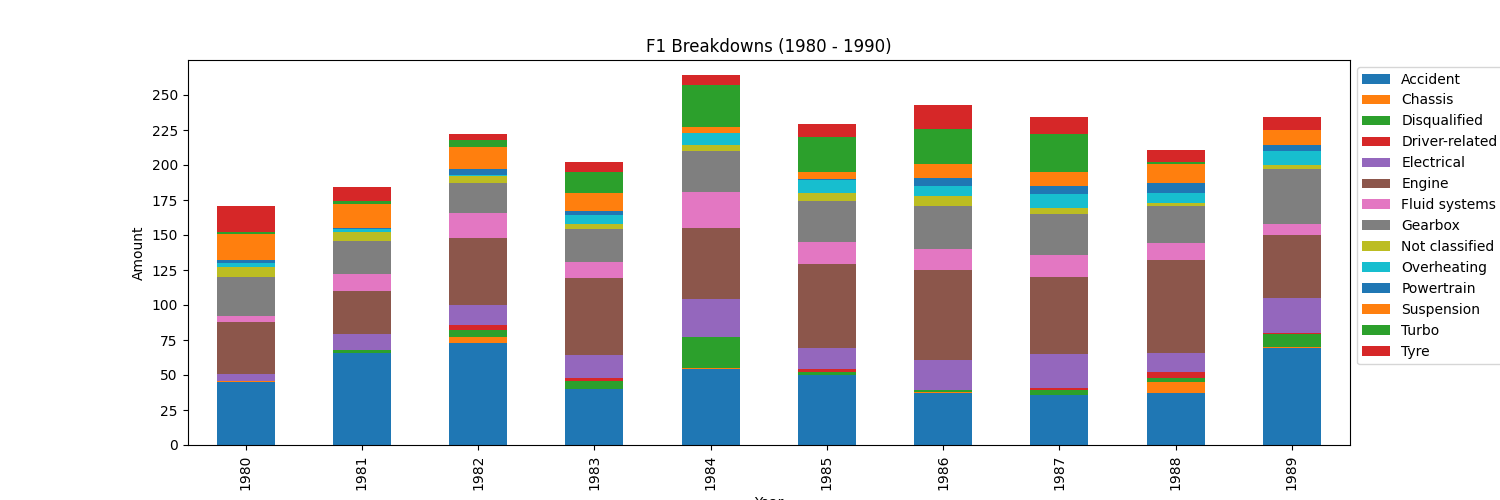 F1 Breakdowns (1980 - 1990)
Amount
250
225
200
175
150
125
100
75
50
25
0
1980
1981
1982
1983
1984
1985
1986
1987
1988
1989
Year
Accident
Chassis
Disqualified
Driver-related
Electrical
Engine
Fluid systems
Gearbox
Not classified
Overheating
Powertrain
Suspension
Turbo
Tyre